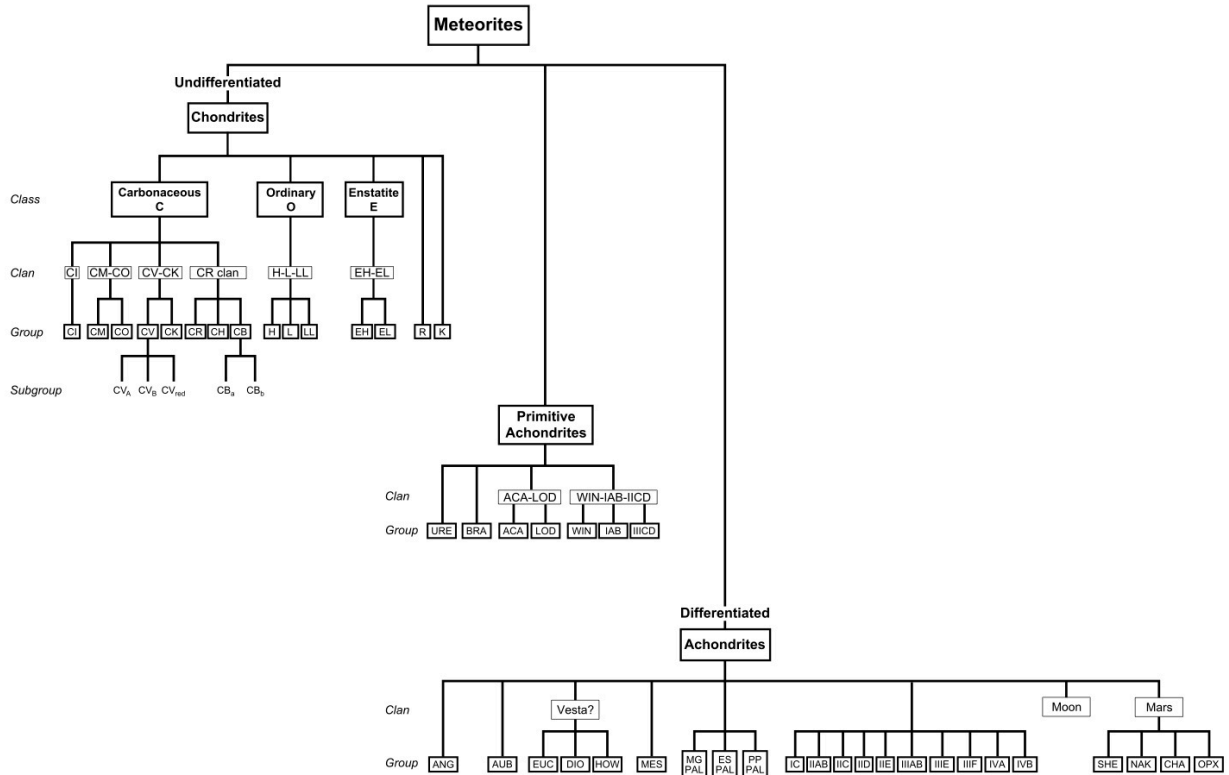 Meteorites
Undifferentiated
Chondrites
Class
Carbonaceous
C
Ordinary
O
Enstatite
E
Clan
CI CM-CO CV-CK CR clan H-L-LL EH-EL
Group
CI CM CO CV CK CR CH CB H L LL EH EL R K
Subgroup
CVA CVB CVred CBa CBb
Primitive
Achondrites
Clan
ACA-LOD WIN-IAB-IICD
Group
URE BRA ACA LOD WIN IAB IIICD
Differentiated
Achondrites
Clan
Vesta? Moon Mars
Group
ANG AUB EUC DIO HOW MES MG PAL ES PAL PP PAL IC IIAB IIC IID IIE IIIAB IIIE IIIF IVA IVB SHE NAK CHA OPX